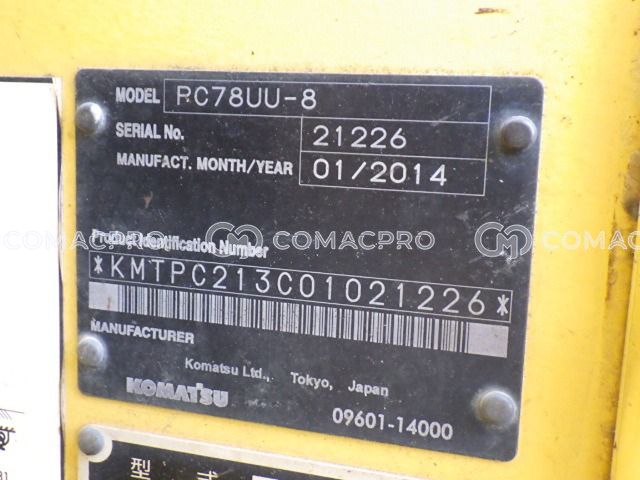 MODEL PC78UU-8
SERIAL No. 21226
MANUFACT. MONTH/YEAR 01/2014
Product Identification Number
COMACPRO COMACPRO COMACPRO
*KMTPC213C01021226*
MANUFACTURER
Komatsu Ltd., Tokyo, Japan
KOMATSU
09601-14000
型 式